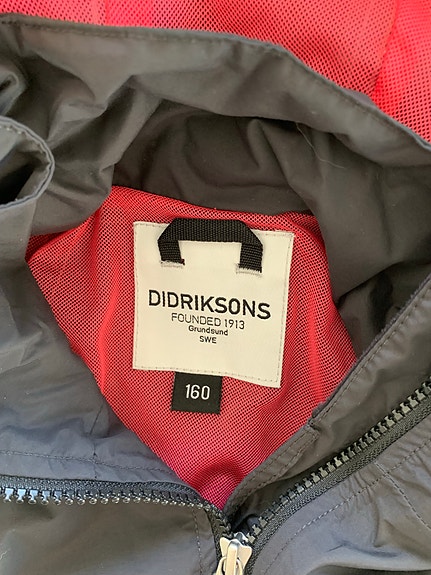 DIDRIKSONS
FOUNDED 1913
Grundsund
SWE
160